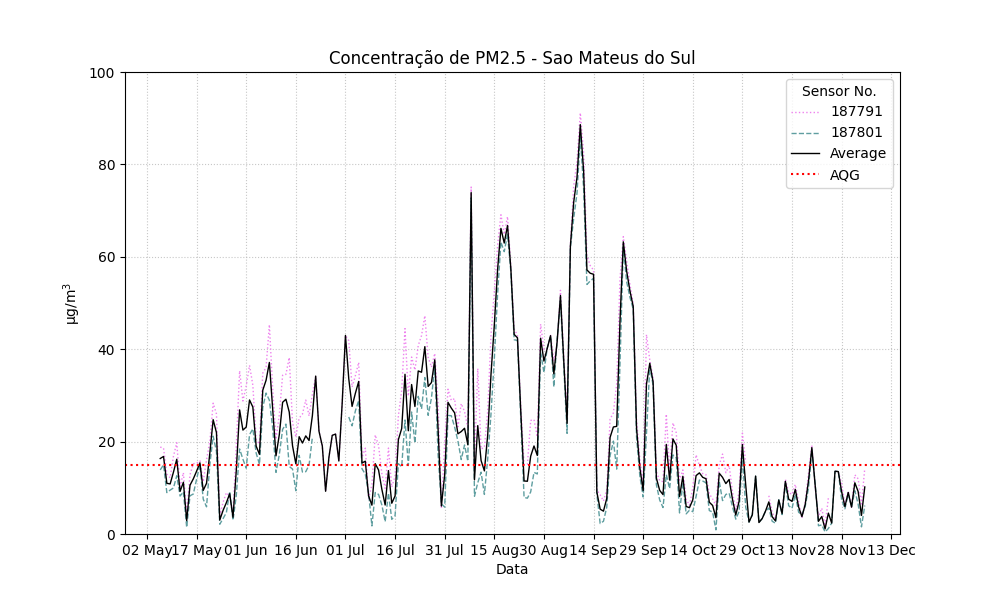 Concentração de PM2.5 - Sao Mateus do Sul
100
80
60
40
20
0
µg/m³
Sensor No.
187791
187801
Average
AQG
02 May 17 May 01 Jun 16 Jun 01 Jul 16 Jul 31 Jul 15 Aug 30 Aug 14 Sep 29 Sep 14 Oct 29 Oct 13 Nov 28 Nov 13 Dec
Data